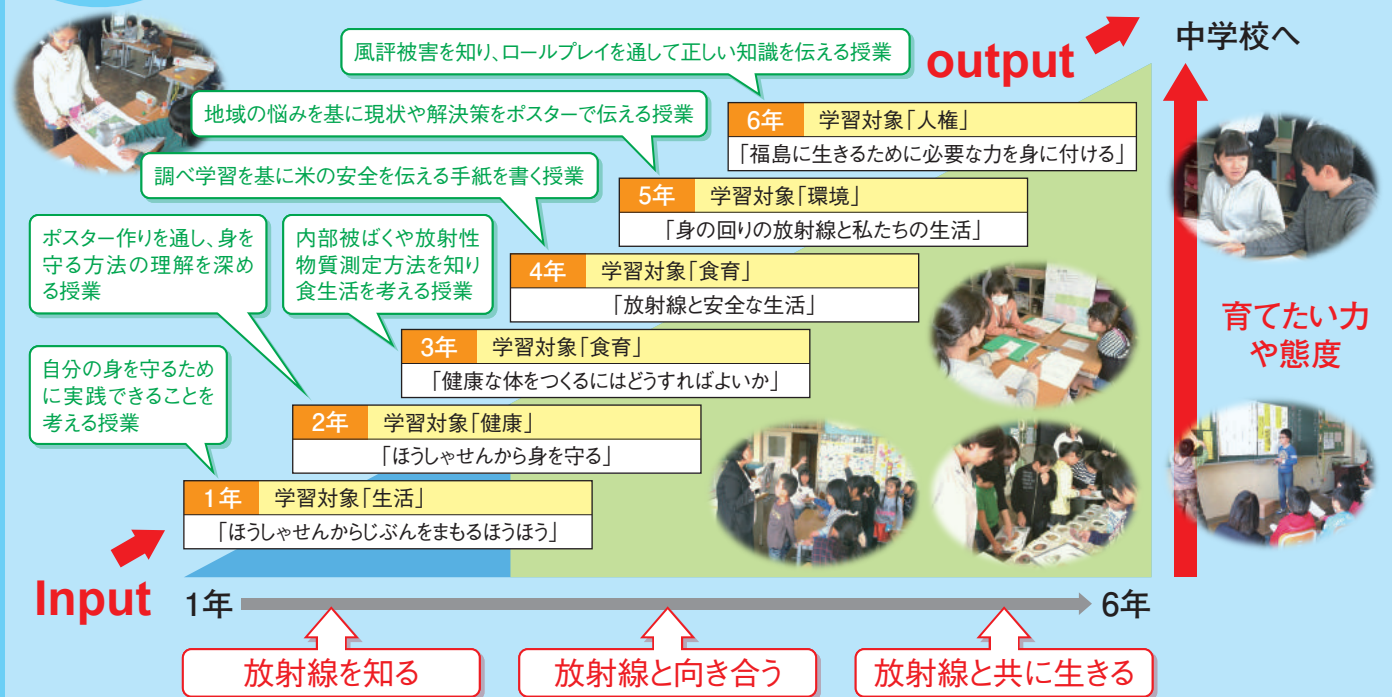 風評被害を知り、ロールプレイを通して正しい知識を伝える授業
output
中学校へ
地域の悩みを基に現状や解決策をポスターで伝える授業
6年 学習対象「人権」
「福島に生きるために必要な力を身に付ける」
調べ学習を基に米の安全を伝える手紙を書く授業
5年 学習対象「環境」
「身の回りの放射線と私たちの生活」
ポスター作りを通し、身を
守る方法の理解を深め
る授業
内部被ばくや放射性
物質測定方法を知り
食生活を考える授業
4年 学習対象「食育」
「放射線と安全な生活」
3年 学習対象「食育」
「健康な体をつくるにはどうすればよいか」
自分の身を守るため
に実践できることを
考える授業
2年 学習対象「健康」
「ほうしゃせんから身を守る」
1年 学習対象「生活」
「ほうしゃせんからじぶんをまもるほうほう」
育てたい力
や態度
Input
1年
6年
放射線を知る
放射線と向き合う
放射線と共に生きる